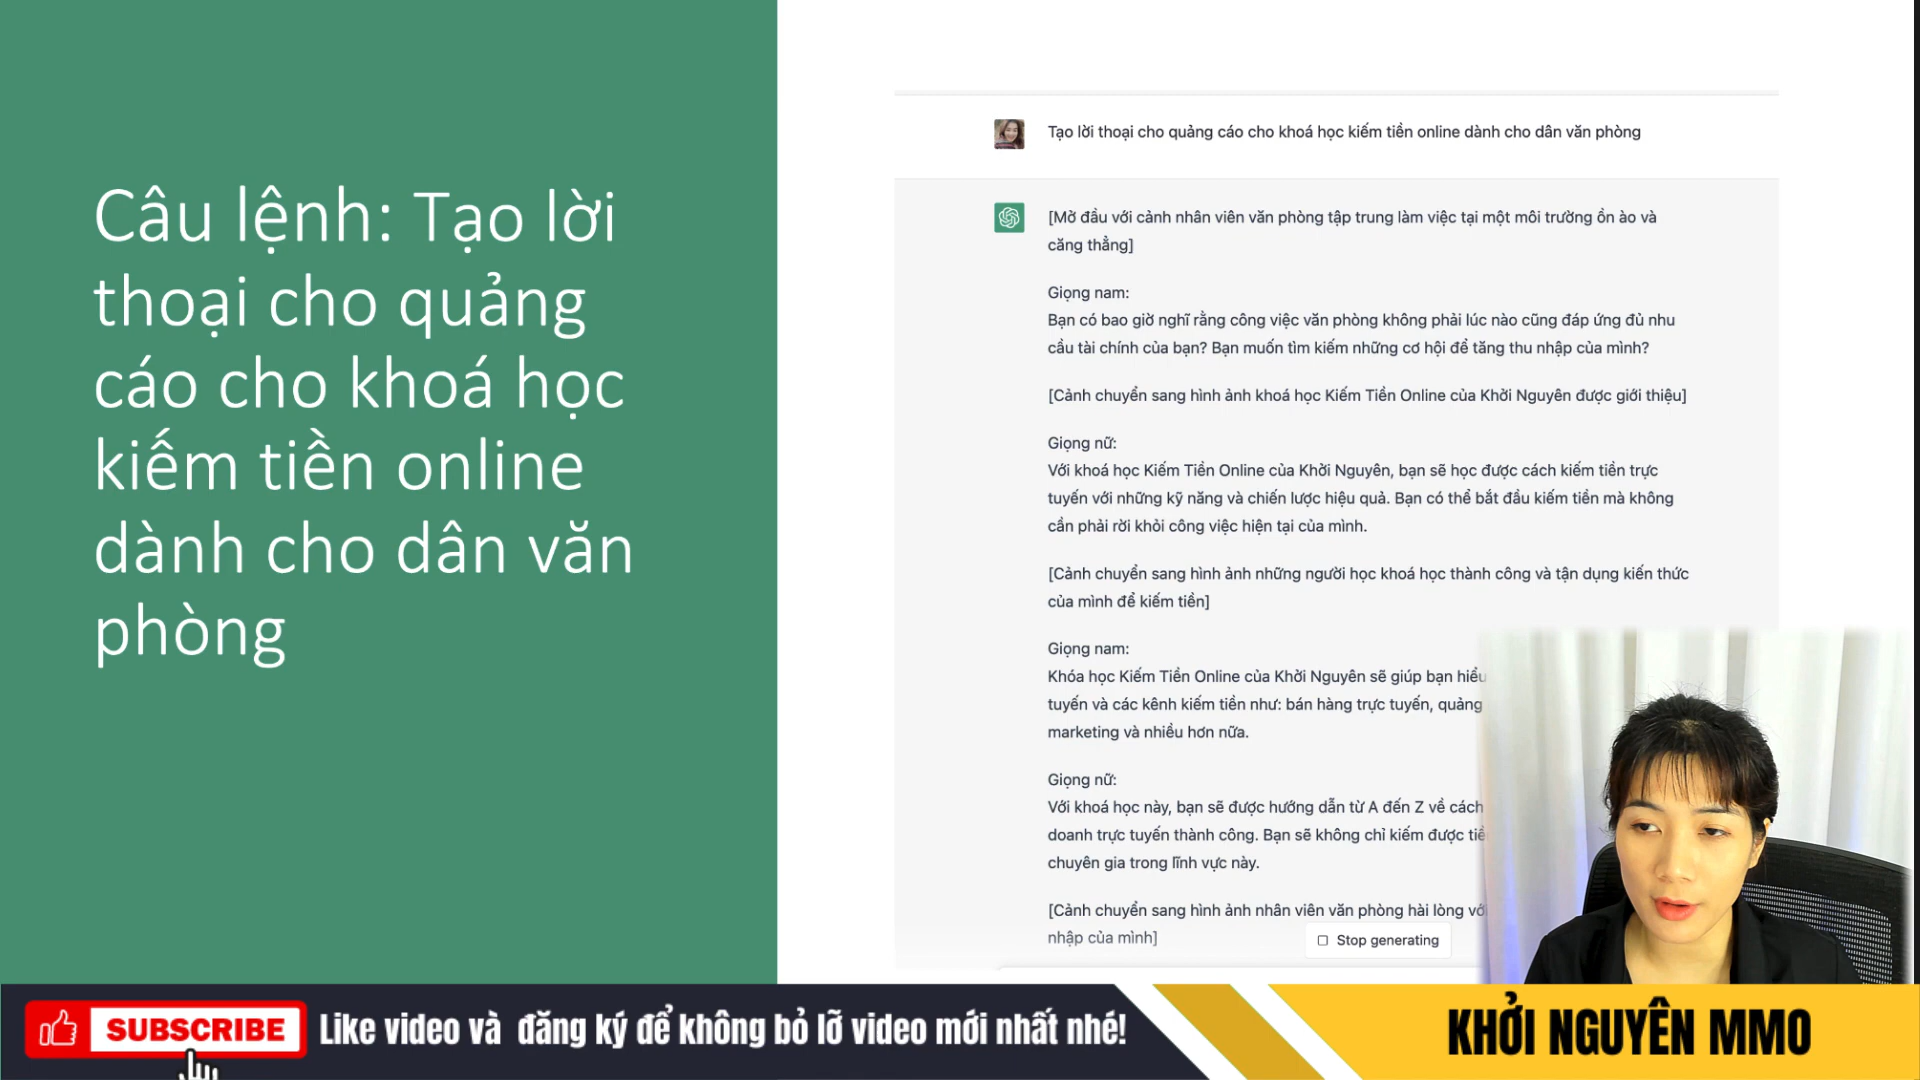 Câu lệnh: Tạo lời
thoại cho quảng
cáo cho khoá học
kiếm tiền online
dành cho dân văn
phòng
Tạo lời thoại cho quảng cáo cho khoá học kiếm tiền online dành cho dân văn phòng
[Mở đầu với cảnh nhân viên văn phòng tập trung làm việc tại một môi trường ồn ào và
căng thẳng]
Giọng nam:
Bạn có bao giờ nghĩ rằng công việc văn phòng không phải lúc nào cũng đáp ứng đủ nhu
cầu tài chính của bạn? Bạn muốn tìm kiếm những cơ hội để tăng thu nhập của mình?
[Cảnh chuyển sang hình ảnh khoá học Kiếm Tiền Online của Khởi Nguyên được giới thiệu]
Giọng nữ:
Với khoá học Kiếm Tiền Online của Khởi Nguyên, bạn sẽ học được cách kiếm tiền trực
tuyến với những kỹ năng và chiến lược hiệu quả. Bạn có thể bắt đầu kiếm tiền mà không
cần phải rời khỏi công việc hiện tại của mình.
[Cảnh chuyển sang hình ảnh những người học khoá học thành công và tận dụng kiến thức
của mình để kiếm tiền]
Giọng nam:
Khóa học Kiếm Tiền Online của Khởi Nguyên sẽ giúp bạn hiểu
tuyến và các kênh kiếm tiền như: bán hàng trực tuyến, quảng
marketing và nhiều hơn nữa.
Giọng nữ:
Với khoá học này, bạn sẽ được hướng dẫn từ A đến Z về cách
doanh trực tuyến thành công. Bạn sẽ không chỉ kiếm được
chuyên gia trong lĩnh vực này.
[Cảnh chuyển sang hình ảnh nhân viên văn phòng hài lòng
nhập của mình]
Stop generating
SUBSCRIBE
Like video và đăng ký để không bỏ lỡ video mới nhất nhé!
KHỞI NGUYÊN MMO